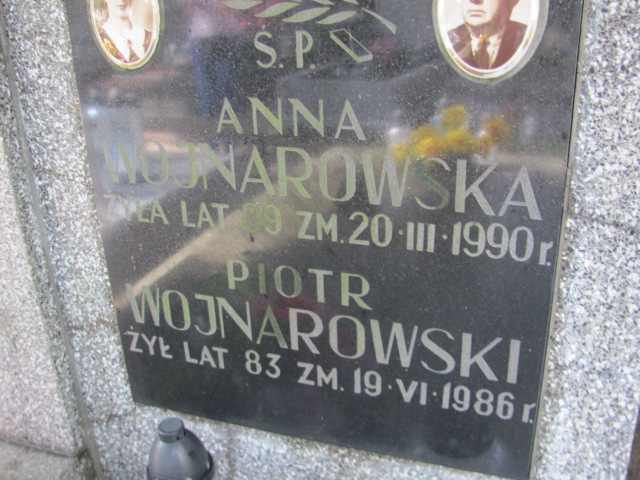 Ś.P.
ANNA
WOJNAROWSKA
ŻYŁA LAT 89 ZM. 20·III·1990 r.
PIOTR
WOJNAROWSKI
ŻYŁ LAT 83 ZM. 19·VI·1986 r.